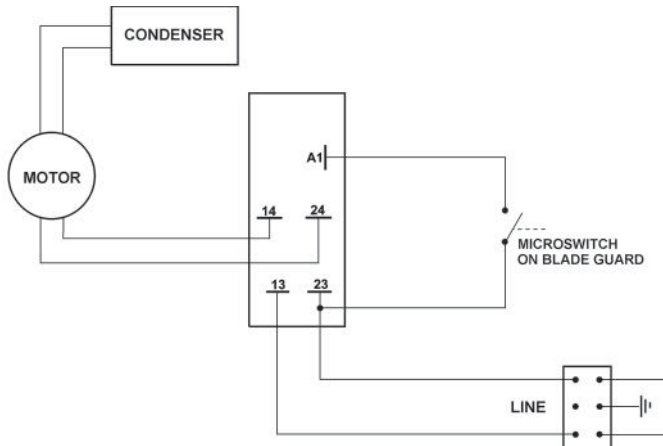 CONDENSER
MOTOR
A1
14 24
13 23
MICROSWITCH
ON BLADE GUARD
LINE